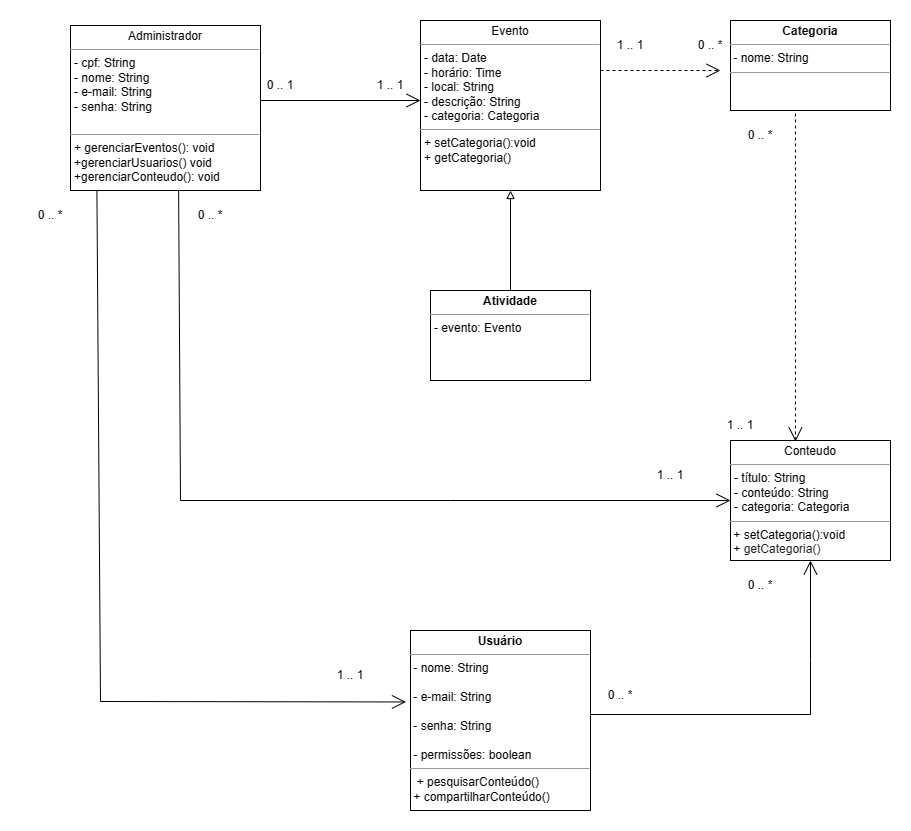 Administrador
- cpf: String
- nome: String
- e-mail: String
- senha: String
+ gerenciarEventos(): void
+gerenciarUsuarios() void
+gerenciarConteudo(): void
0 .. 1
1 .. 1
Evento
- data: Date
- horário: Time
- local: String
- descrição: String
- categoria: Categoria
+ setCategoria():void
+ getCategoria()
1 .. 1
0 .. *
Categoria
- nome: String
0 .. *
0 .. *
0 .. *
Atividade
- evento: Evento
1 .. 1
Conteudo
- título: String
- conteúdo: String
- categoria: Categoria
+ setCategoria():void
+ getCategoria()
1 .. 1
0 .. *
1 .. 1
Usuário
- nome: String
- e-mail: String
- senha: String
- permissões: boolean
+ pesquisarConteúdo()
+ compartilharConteúdo()
0 .. *